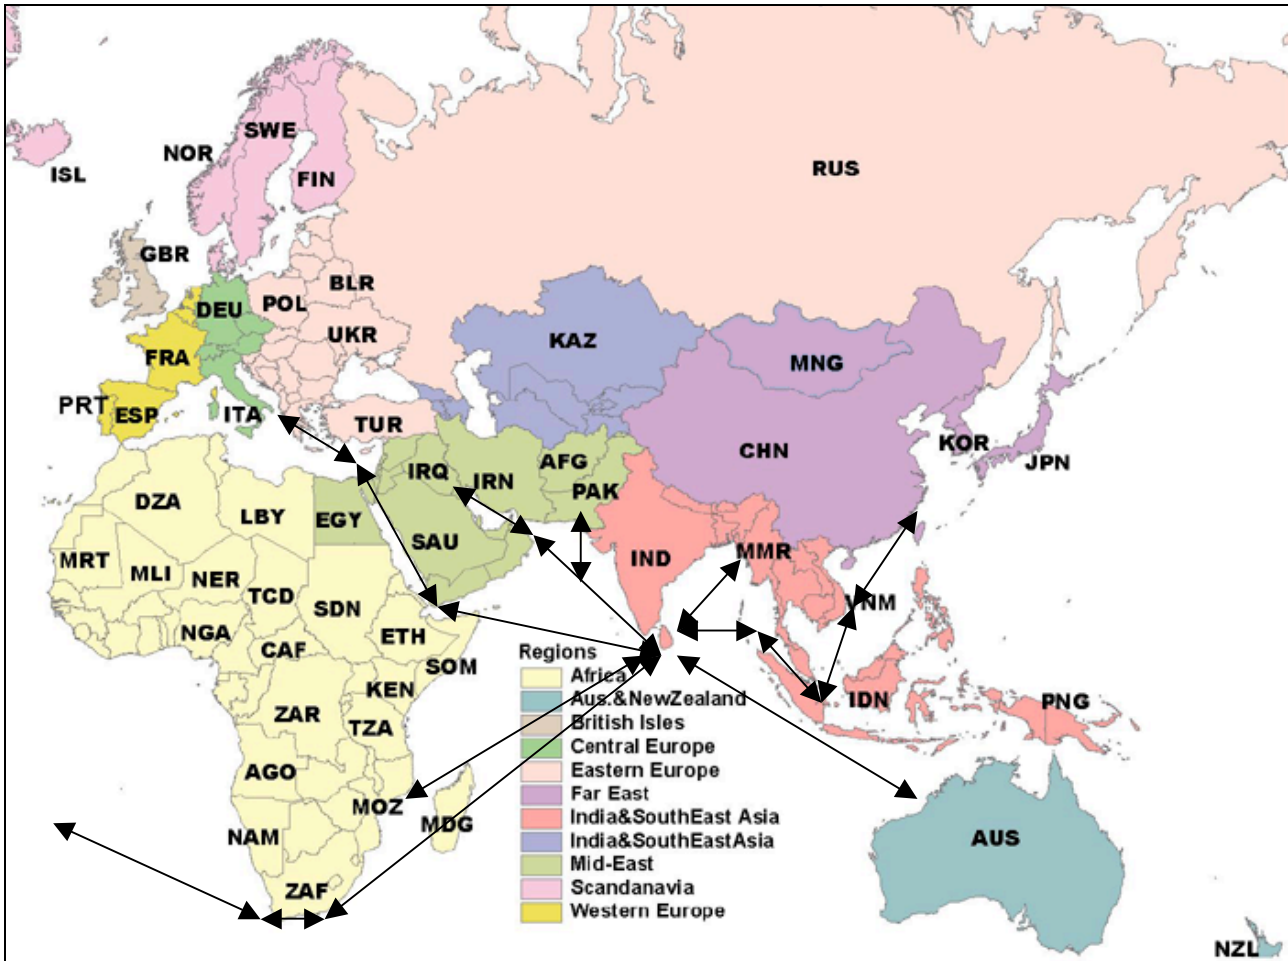 SWE
NOR
ISL
FIN
RUS
GBR
BLR
DEU
POL
UKR
FRA
KAZ
MNG
PRT
ESP
ITA
TUR
CHN
KOR
JPN
IRQ
IRN
AFG
PAK
DZA
LBY
EGY
SAU
IND
MMR
MRT
MLI
NER
TCD
SDN
VNM
NGA
CAF
ETH
SOM
KEN
ZAR
TZA
IDN
PNG
AGO
MOZ
MDG
NAM
ZAF
AUS
NZL
Regions
Africa
Aus.&NewZealand
British Isles
Central Europe
Eastern Europe
Far East
India&SouthEast Asia
India&SouthEastAsia
Mid-East
Scandanavia
Western Europe